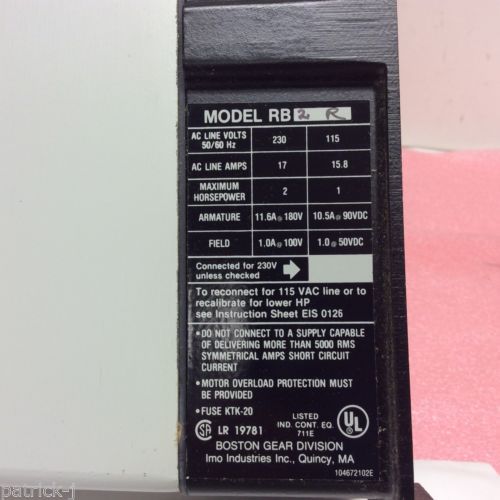 MODEL RB 2 R
AC LINE VOLTS 50/60 Hz 230 115
AC LINE AMPS 17 15.8
MAXIMUM HORSEPOWER 2 1
ARMATURE 11.6A@180V 10.5A@90VDC
FIELD 1.0A@100V 1.0@50VDC
Connected for 230V
unless checked
To reconnect for 115 VAC line or to
recalibrate for lower HP
see Instruction Sheet EIS 0126
•DO NOT CONNECT TO A SUPPLY CAPABLE
OF DELIVERING MORE THAN 5000 RMS
SYMMETRICAL AMPS SHORT CIRCUIT
CURRENT
•MOTOR OVERLOAD PROTECTION MUST
BE PROVIDED
•FUSE KTK-20
SA LR 19781
LISTED
IND. CONT. EQ.
711E
UL
BOSTON GEAR DIVISION
Imo Industries Inc., Quincy, MA
104672102E
patrick-j